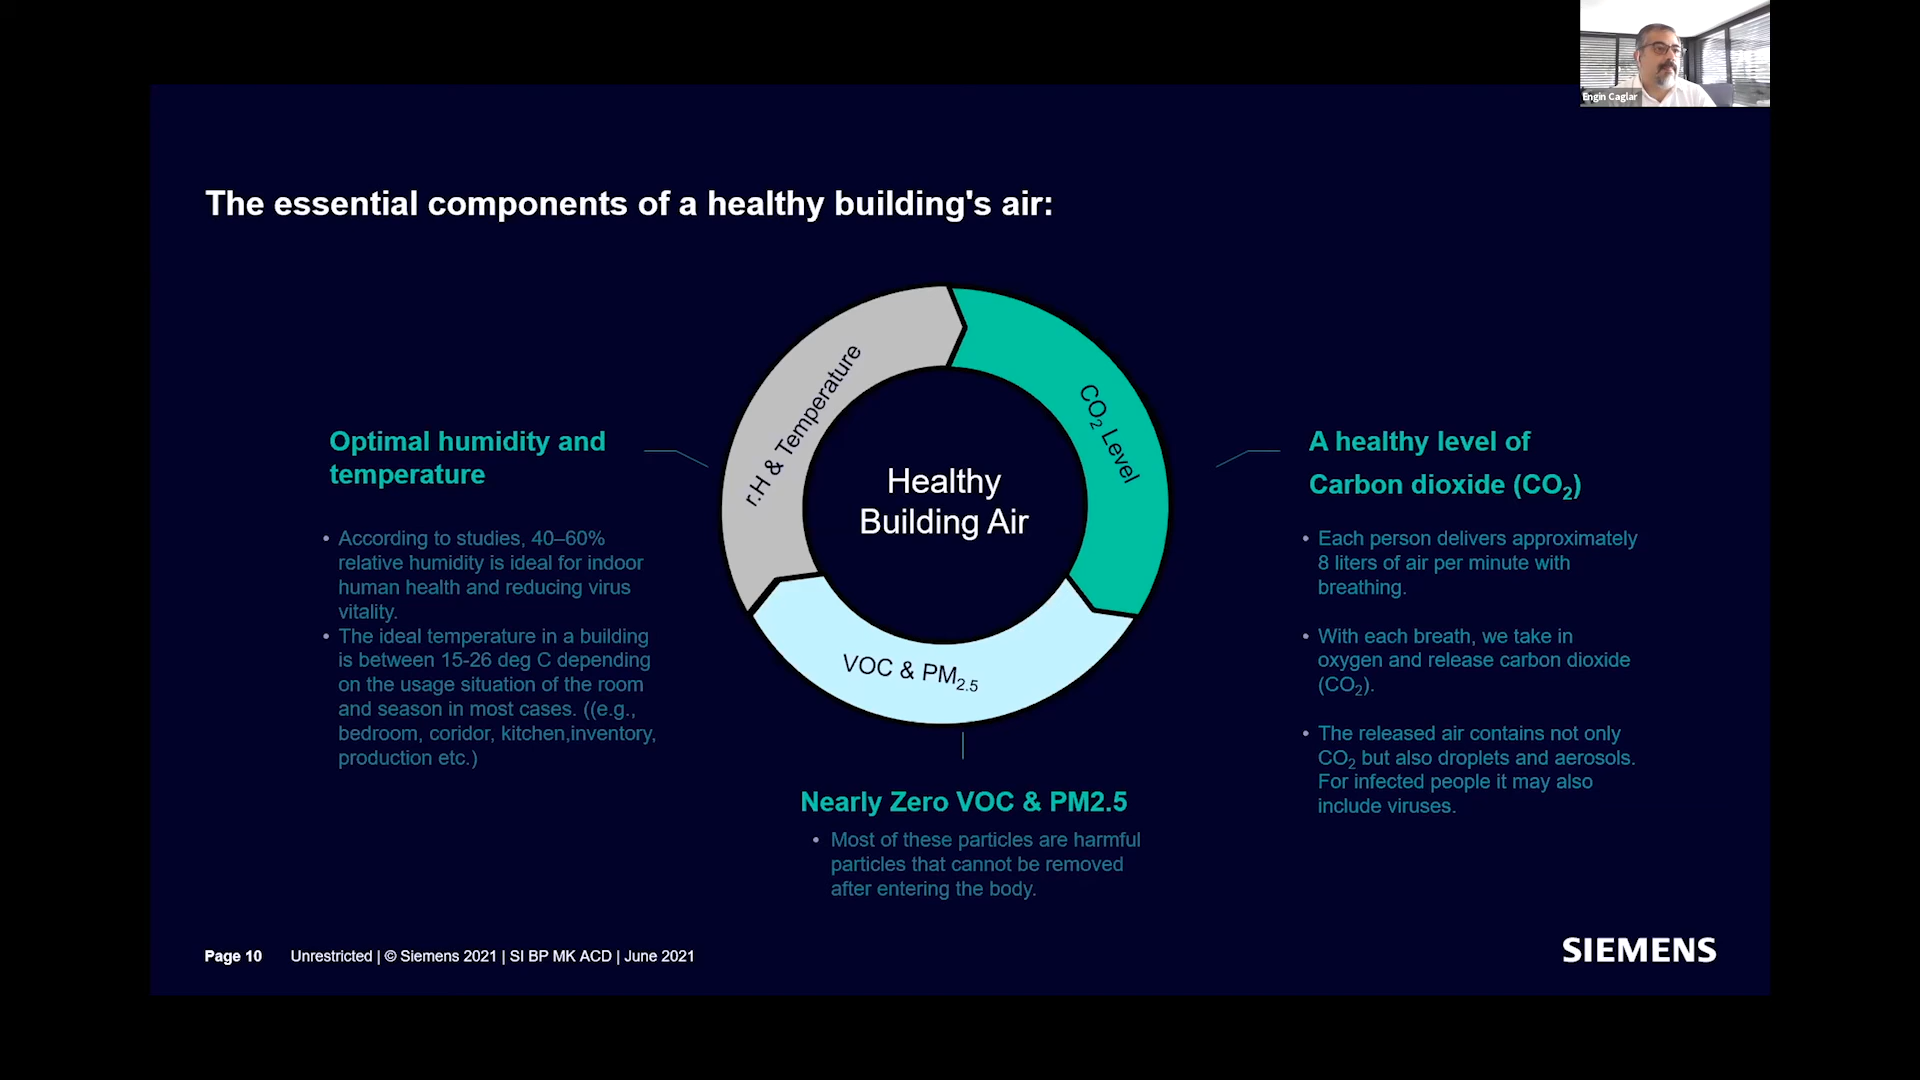 Engin Caglar
The essential components of a healthy building's air:
r.H & Temperature
CO₂ Level
VOC & PM₂.₅
Healthy
Building Air
Optimal humidity and
temperature
• According to studies, 40–60%
relative humidity is ideal for indoor
human health and reducing virus
vitality.
• The ideal temperature in a building
is between 15-26 deg C depending
on the usage situation of the room
and season in most cases. ((e.g.,
bedroom, coridor, kitchen,inventory,
production etc.)
A healthy level of
Carbon dioxide (CO₂)
• Each person delivers approximately
8 liters of air per minute with
breathing.
• With each breath, we take in
oxygen and release carbon dioxide
(CO₂).
• The released air contains not only
CO₂ but also droplets and aerosols.
For infected people it may also
include viruses.
Nearly Zero VOC & PM2.5
• Most of these particles are harmful
particles that cannot be removed
after entering the body.
Page 10 Unrestricted | © Siemens 2021 | SI BP MK ACD | June 2021
SIEMENS